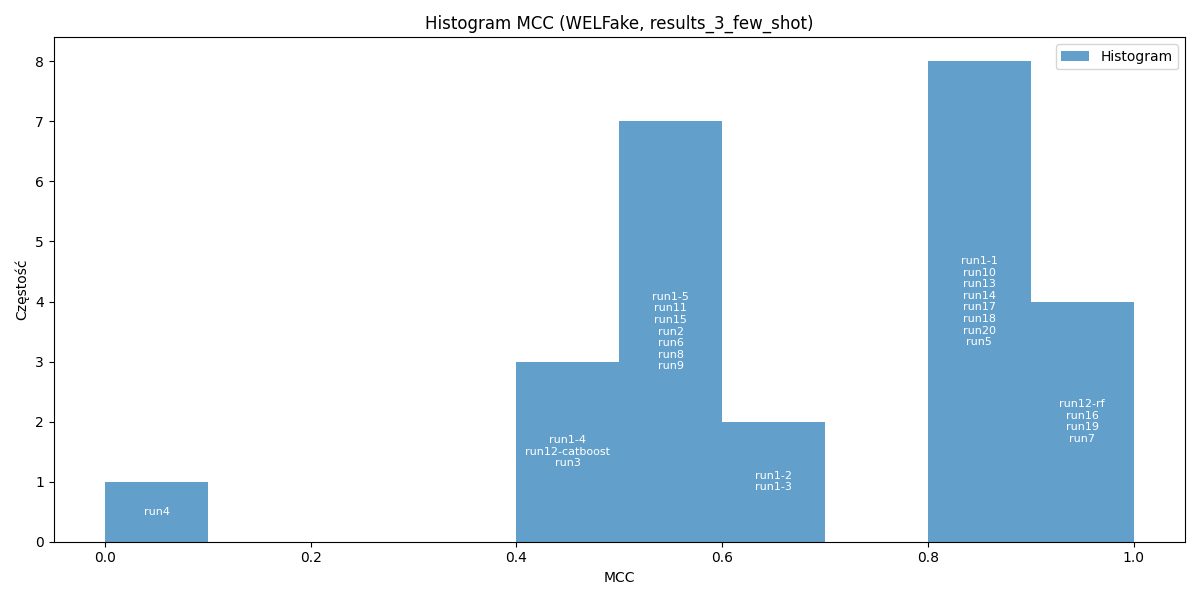 Histogram MCC (WELFake, results_3_few_shot)
Histogram
Częstość
8
7
6
5
4
3
2
1
0
run4
run1-4
run12-catboost
run3
run1-5
run11
run15
run2
run6
run8
run9
run1-2
run1-3
run1-1
run10
run13
run14
run17
run18
run20
run5
run12-rf
run16
run19
run7
0.0
0.2
0.4
0.6
0.8
1.0
MCC